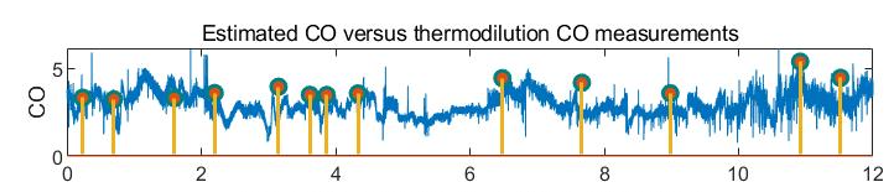 Estimated CO versus thermodilution CO measurements
5
CO
0
0 2 4 6 8 10 12